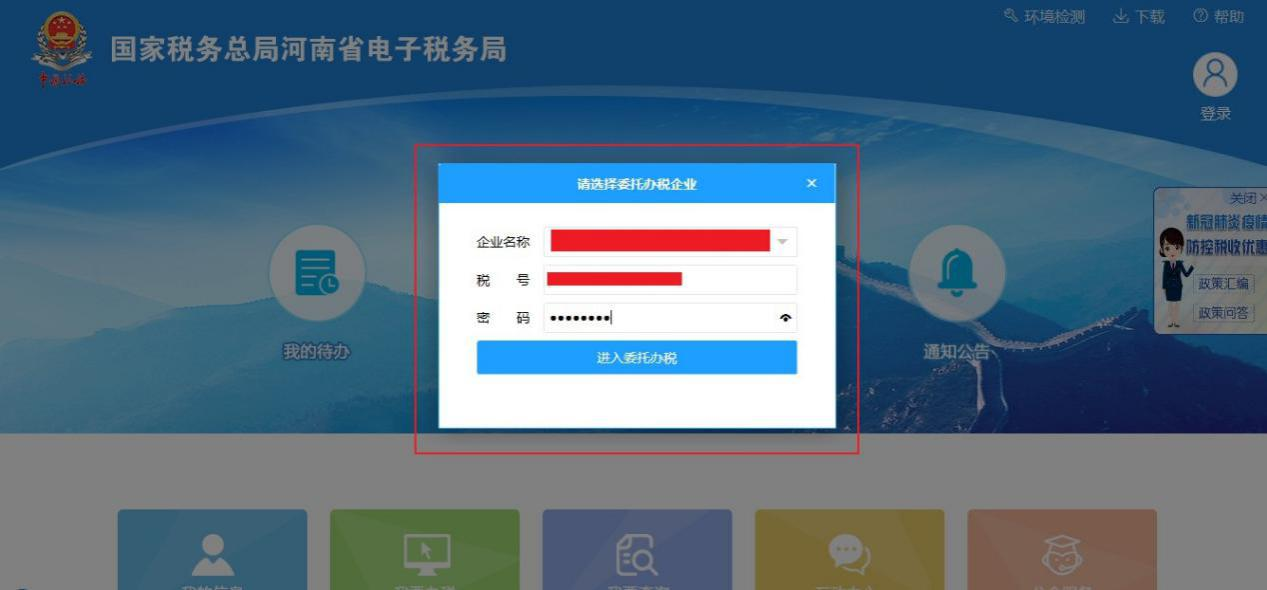 环境检测 下载 帮助
国家税务总局河南省电子税务局
登录
请选择委托办税企业 ×
关闭×
新冠肺炎疫情
防控税收优惠
政策汇编
政策问答
企业名称
税 号
密 码 ••••••••
进入委托办税
我的待办
通知公告